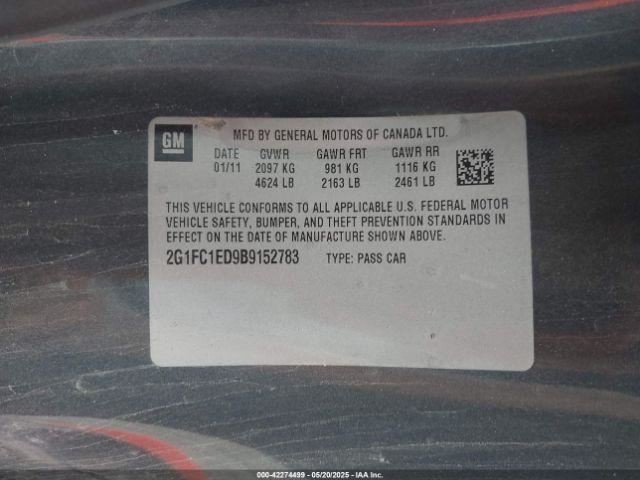 GM
MFD BY GENERAL MOTORS OF CANADA LTD.
DATE GVWR GAWR FRT GAWR RR
01/11 2097 KG 981 KG 1116 KG
4624 LB 2163 LB 2461 LB
THIS VEHICLE CONFORMS TO ALL APPLICABLE U.S. FEDERAL MOTOR
VEHICLE SAFETY, BUMPER, AND THEFT PREVENTION STANDARDS IN
EFFECT ON THE DATE OF MANUFACTURE SHOWN ABOVE.
2G1FC1ED9B9152783 TYPE: PASS CAR
000-42274499 - 05/20/2025 - IAA Inc.